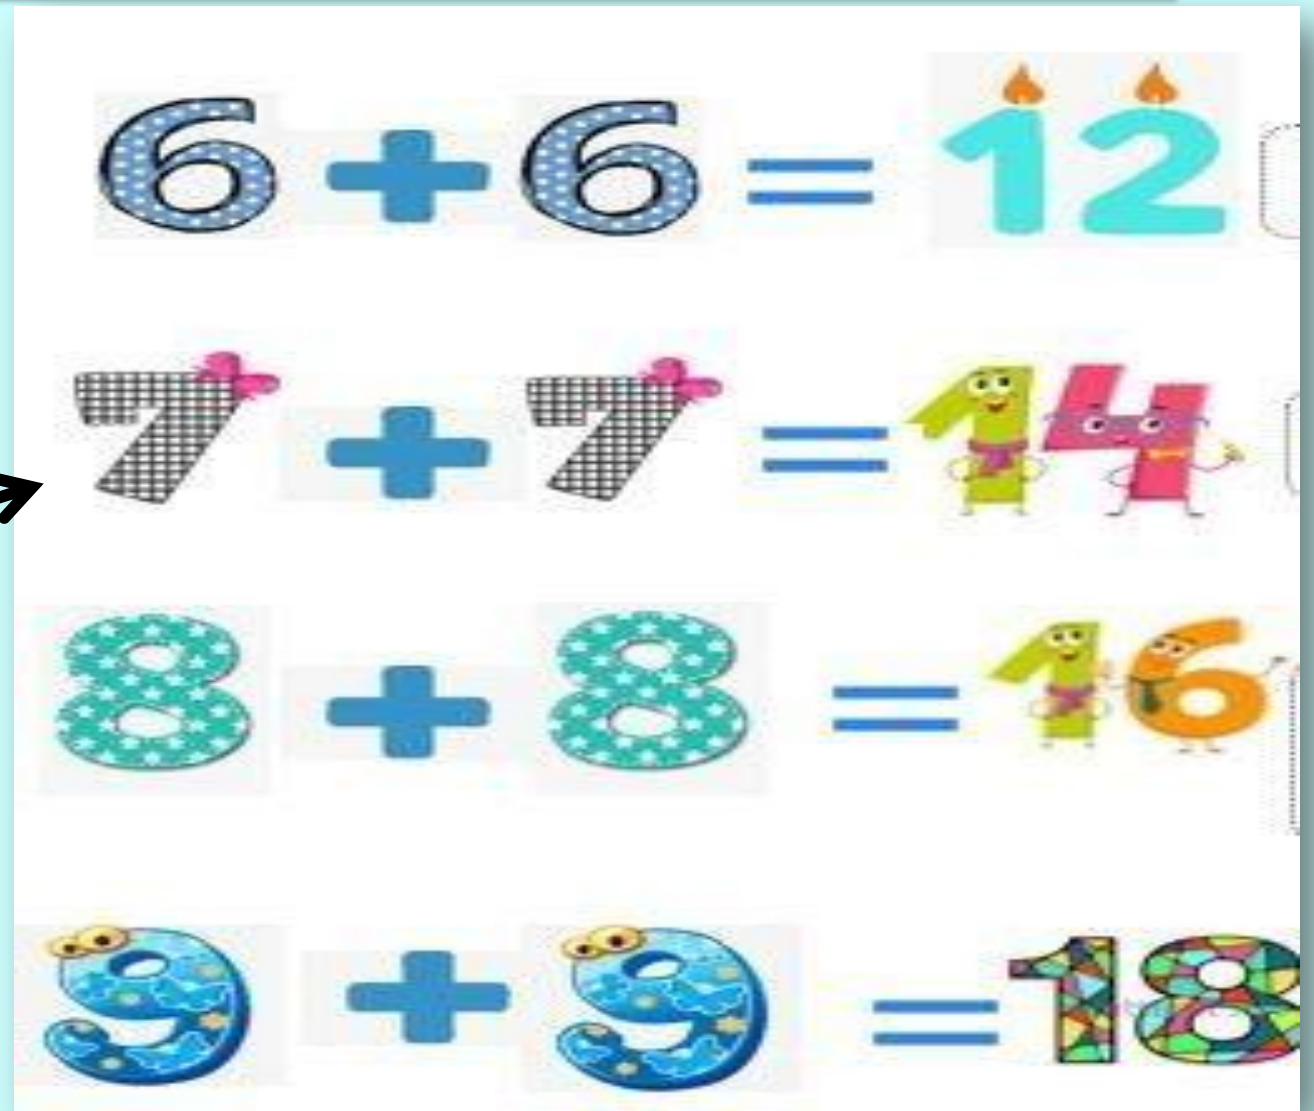 6 + 6 = 12
7 + 7 = 14
8 + 8 = 16
9 + 9 = 18